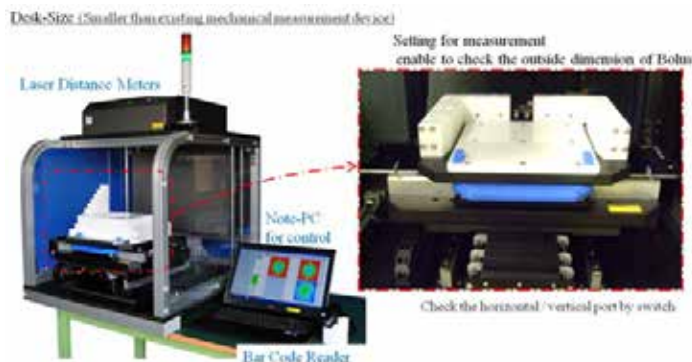 Desk-Size (Smaller than existing mechanical measurement device)
Setting for measurement
enable to check the outside dimension of Bolus
Laser Distance Meters
Note-PC
for control
Check the horizontal / vertical port by switch
Bar Code Reader